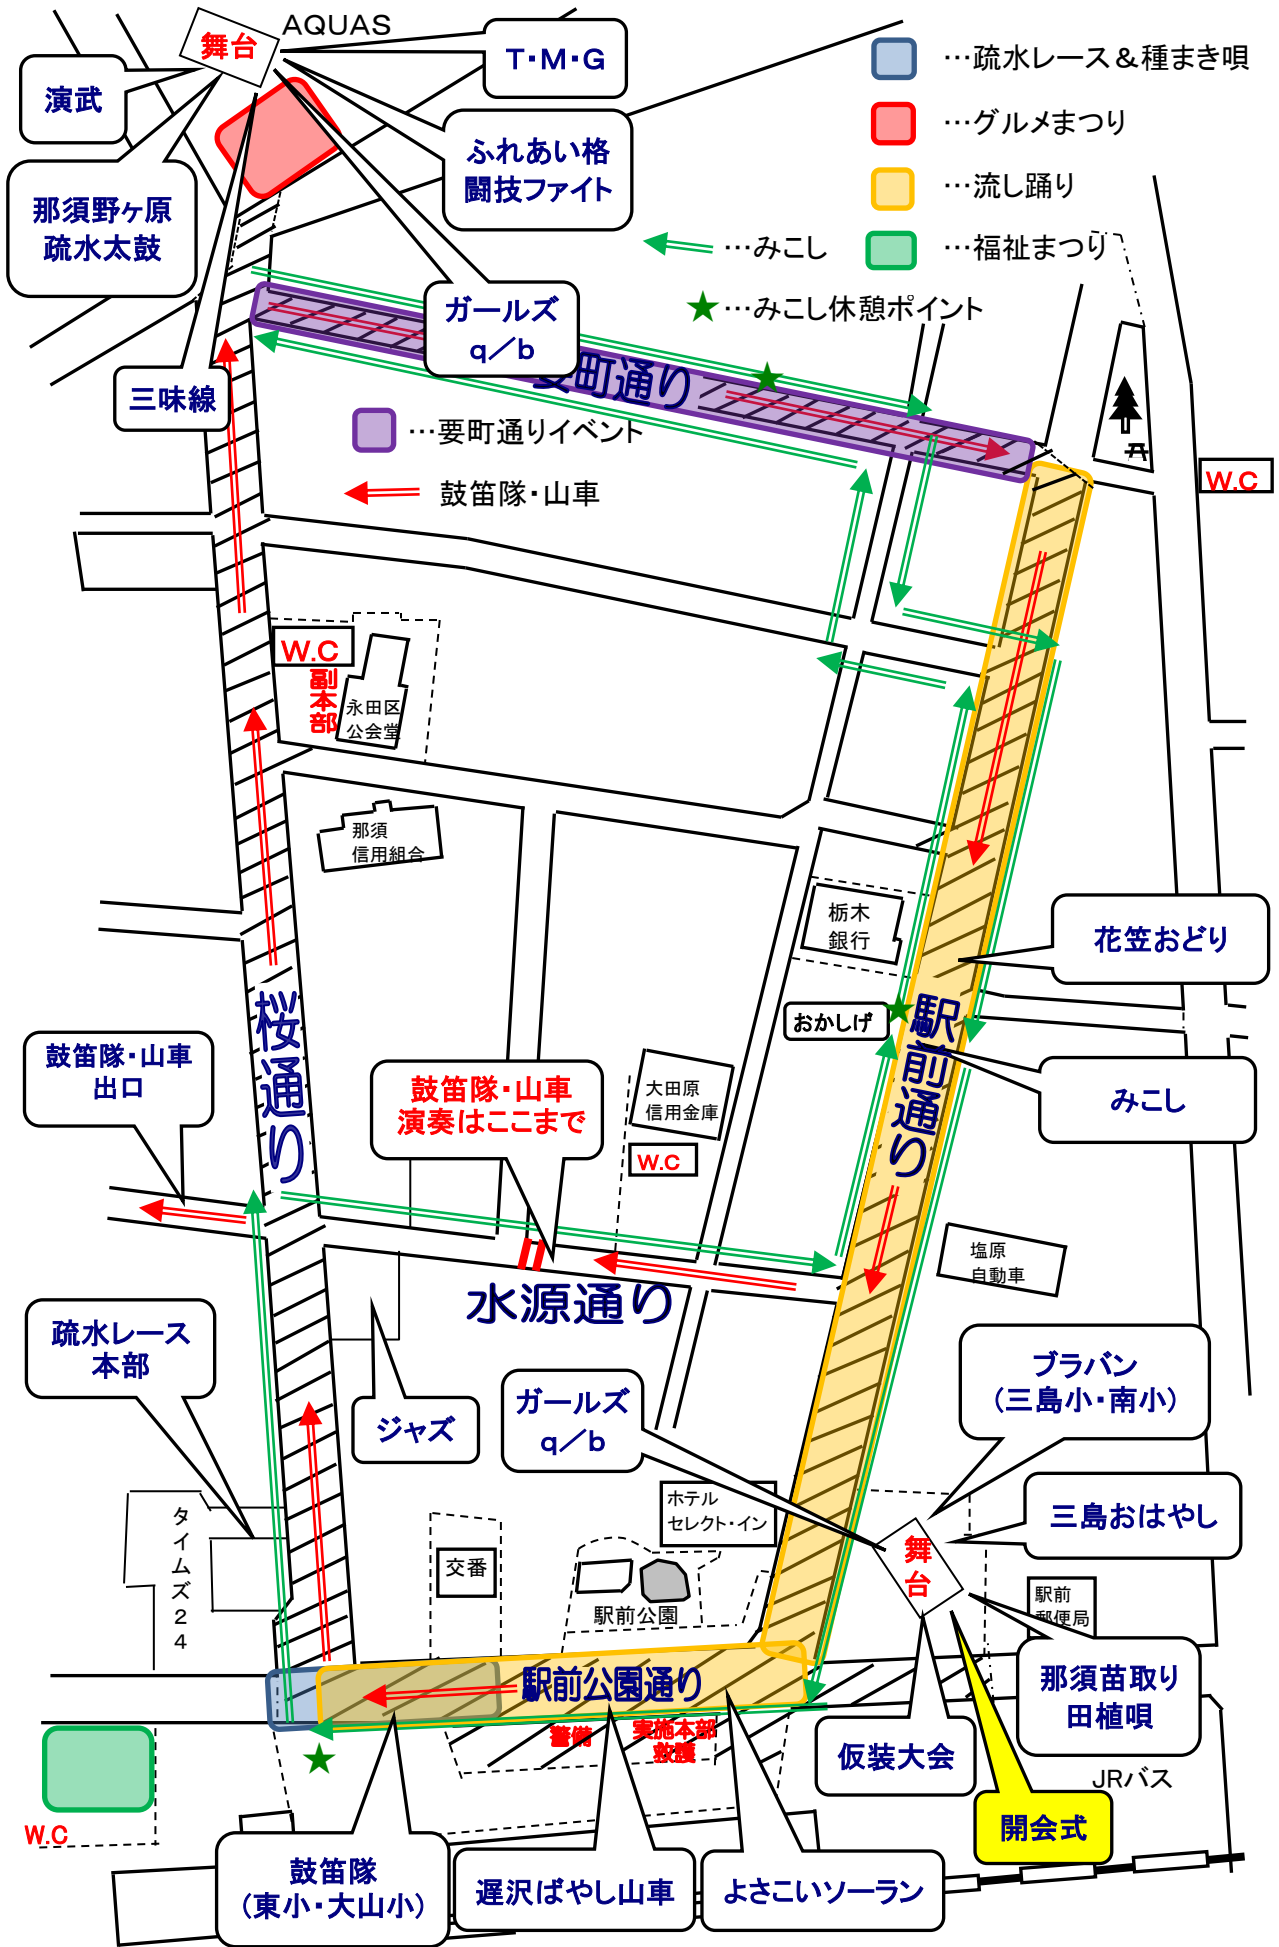 AQUAS
舞台
T・M・G
…疏水レース＆種まき唄
演武
…グルメまつり
ふれあい格
闘技ファイト
…流し踊り
那須野ヶ原
疏水太鼓
…みこし
…福祉まつり
ガールズ
q／b
…みこし休憩ポイント
要町通り
三味線
…要町通りイベント
鼓笛隊・山車
W.C
W.C
副本部
永田区
公会堂
那須
信用組合
栃木
銀行
花笠おどり
おかしげ
駅前通り
桜通り
鼓笛隊・山車
出口
鼓笛隊・山車
演奏はここまで
大田原
信用金庫
みこし
W.C
塩原
自動車
水源通り
疏水レース
本部
ブラバン
（三島小・南小）
ジャズ
ガールズ
q／b
ホテル
セレクト・イン
三島おはやし
タイムズ２４
交番
舞台
駅前
郵便局
駅前公園
那須苗取り
田植唄
駅前公園通り
警備
実施本部
救護
仮装大会
JRバス
開会式
W.C
鼓笛隊
（東小・大山小）
遅沢ばやし山車
よさこいソーラン